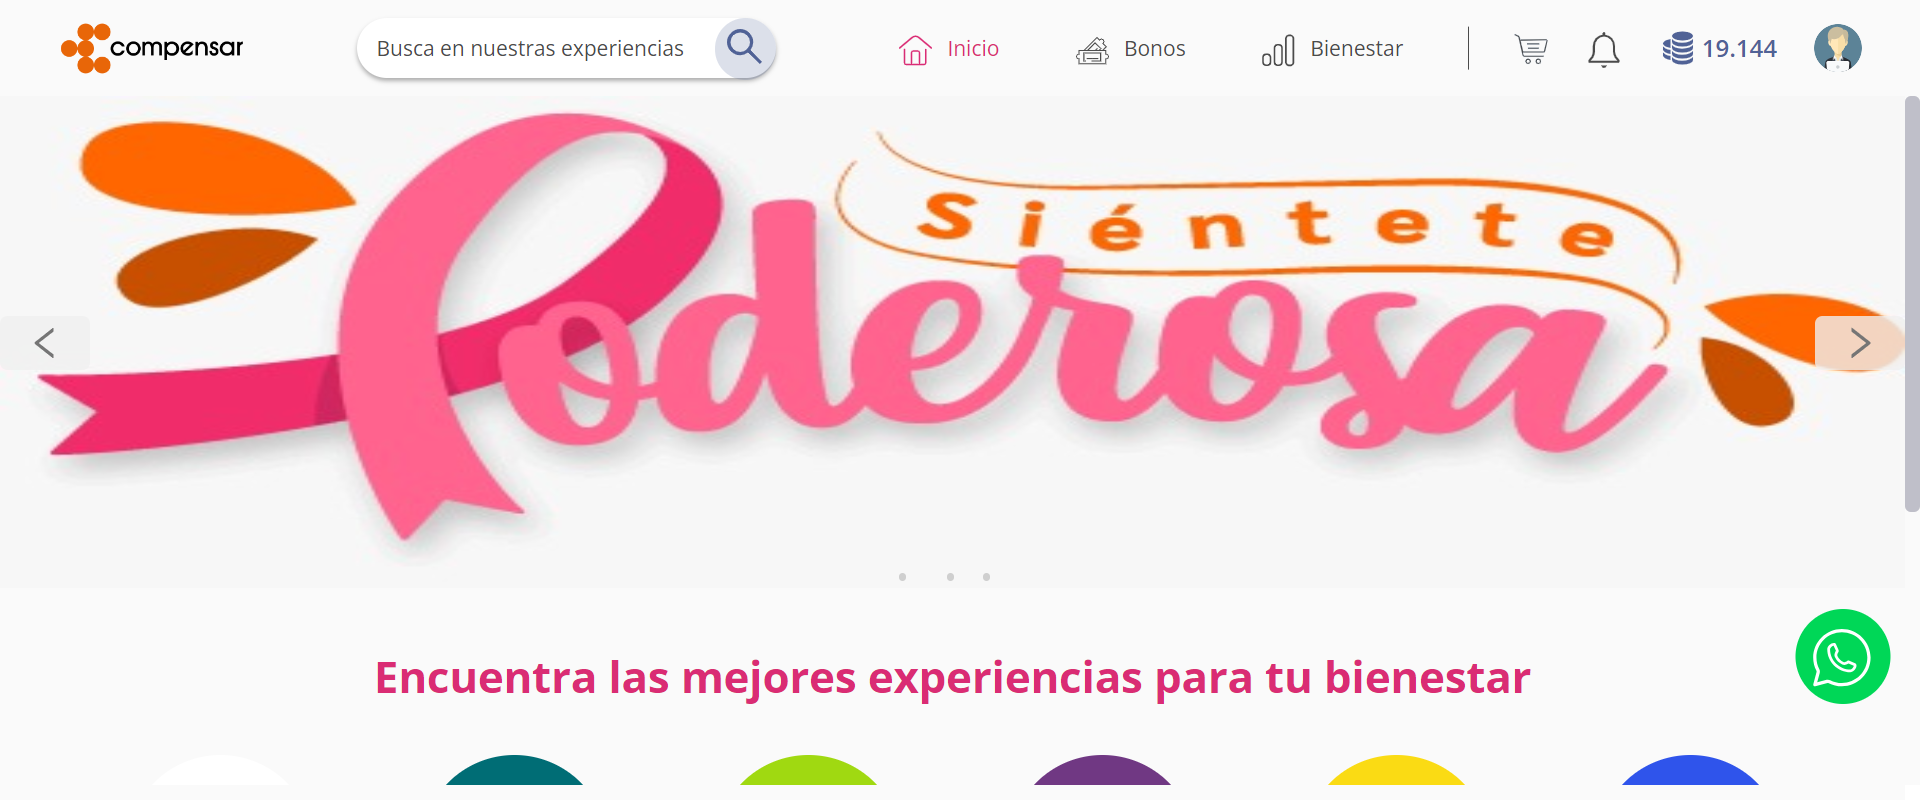 compensar
Busca en nuestras experiencias
Inicio
Bonos
Bienestar
19.144
Siéntete
Poderosa
Encuentra las mejores experiencias para tu bienestar